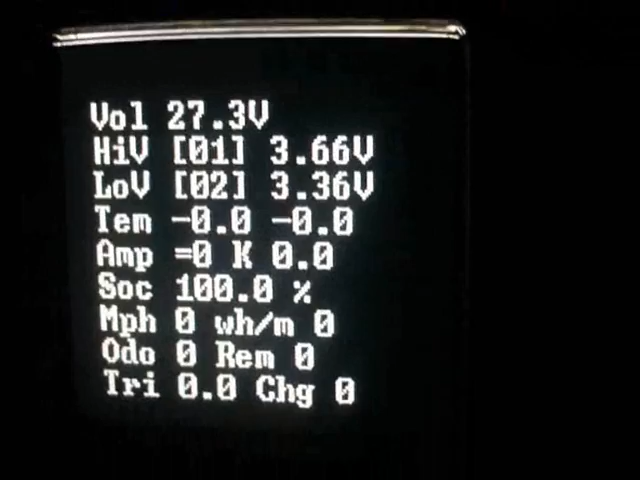 Vol 27.3V
HiV [01] 3.66V
LoV [02] 3.36V
Tem -0.0 -0.0
Amp =0 K 0.0
Soc 100.0 %
Mph 0 wh/m 0
Odo 0 Rem 0
Tri 0.0 Chg 0